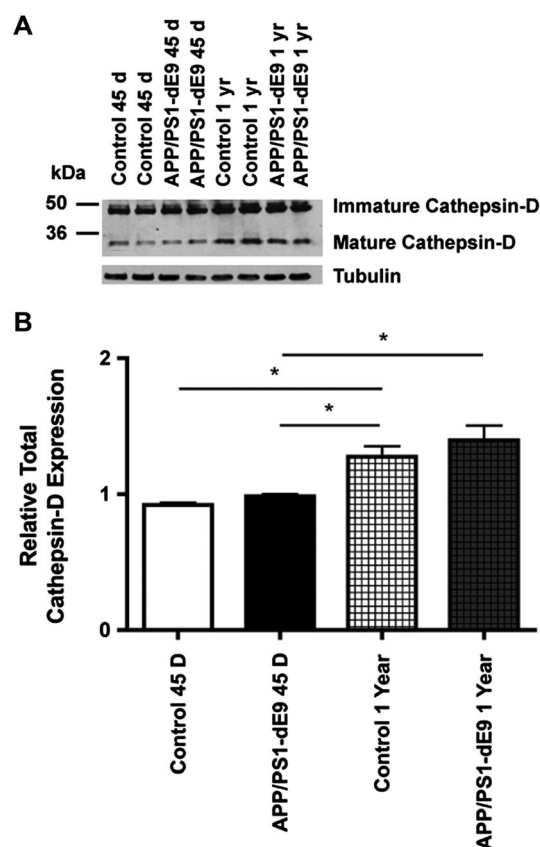 A
Control 45 d
Control 45 d
APP/PS1-dE9 45 d
APP/PS1-dE9 45 d
Control 1 yr
Control 1 yr
APP/PS1-dE9 1 yr
APP/PS1-dE9 1 yr
kDa
50
36
Immature Cathepsin-D
Mature Cathepsin-D
Tubulin
B
Relative Total
Cathepsin-D Expression
2
1
0
*
*
*
Control 45 D
APP/PS1-dE9 45 D
Control 1 Year
APP/PS1-dE9 1 Year